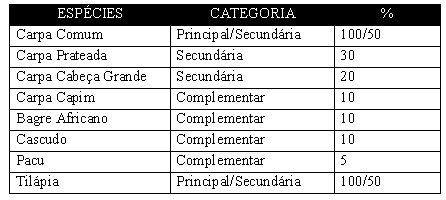 ESPÉCIES CATEGORIA %
Carpa Comum Principal/Secundária 100/50
Carpa Prateada Secundária 30
Carpa Cabeça Grande Secundária 20
Carpa Capim Complementar 10
Bagre Africano Complementar 10
Cascudo Complementar 10
Pacu Complementar 5
Tilápia Principal/Secundária 100/50